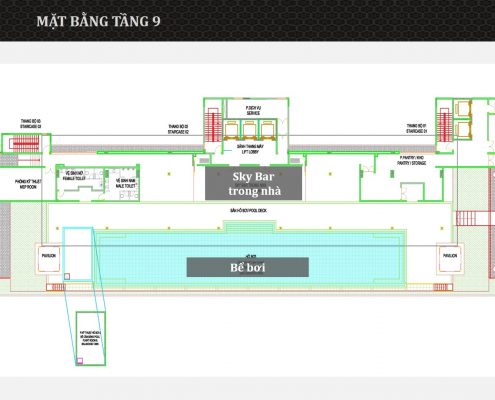 MẶT BẰNG TẦNG 9
THANG BỘ 03
STAIRCASE 03
THANG BỘ 02
STAIRCASE 02
P.DỊCH VỤ
SERVICE
SẢNH THANG MÁY
LIFT LOBBY
THANG BỘ 01
STAIRCASE 01
PHÒNG KỸ THUẬT
MEP ROOM
VỆ SINH NỮ
FEMALE TOILET
VỆ SINH NAM
MALE TOILET
Sky Bar
trong nhà
P.PANTRY / KHO
PANTRY / STORAGE
SÂN HỒ BƠI/ POOL DECK
PAVILION
Bể bơi
PAVILION